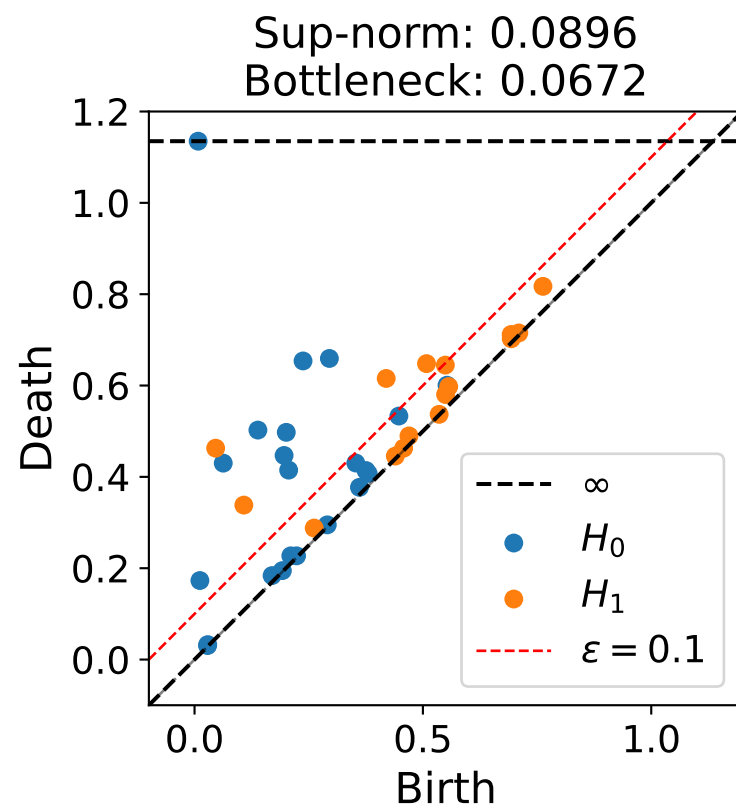 Sup-norm: 0.0896
Bottleneck: 0.0672
1.2
1.0
0.8
0.6
0.4
0.2
0.0
Death
∞
H₀
H₁
ε = 0.1
0.0 0.5 1.0
Birth